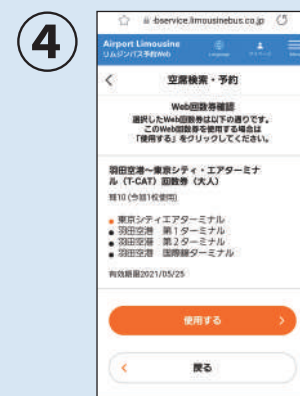 ④
bservice.limousinebus.co.jp
Airport Limousine
リムジンバス予約Web
空席検索・予約
Web回数券確認
選択したWeb回数券は以下の通りです。
このWeb回数券を使用する場合は
「使用する」をクリックしてください。
羽田空港～東京シティ・エアターミナ
ル（T-CAT）回数券（大人）
残10 (今回1枚使用)
● 東京シティエアターミナル
● 羽田空港 第1ターミナル
● 羽田空港 第2ターミナル
● 羽田空港 国際線ターミナル
有効期限2021/05/25
使用する
戻る